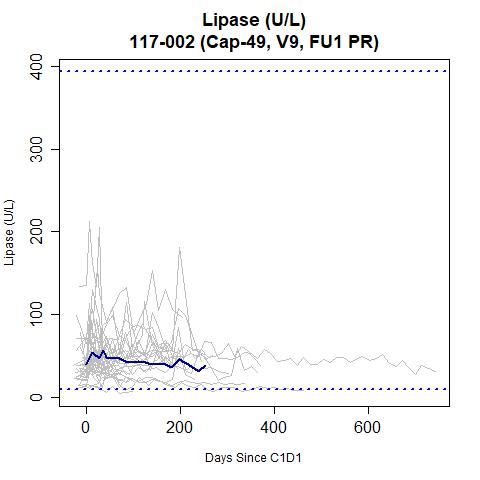 Lipase (U/L)
117-002 (Cap-49, V9, FU1 PR)
Lipase (U/L)
400
300
200
100
0
0
200
400
600
Days Since C1D1